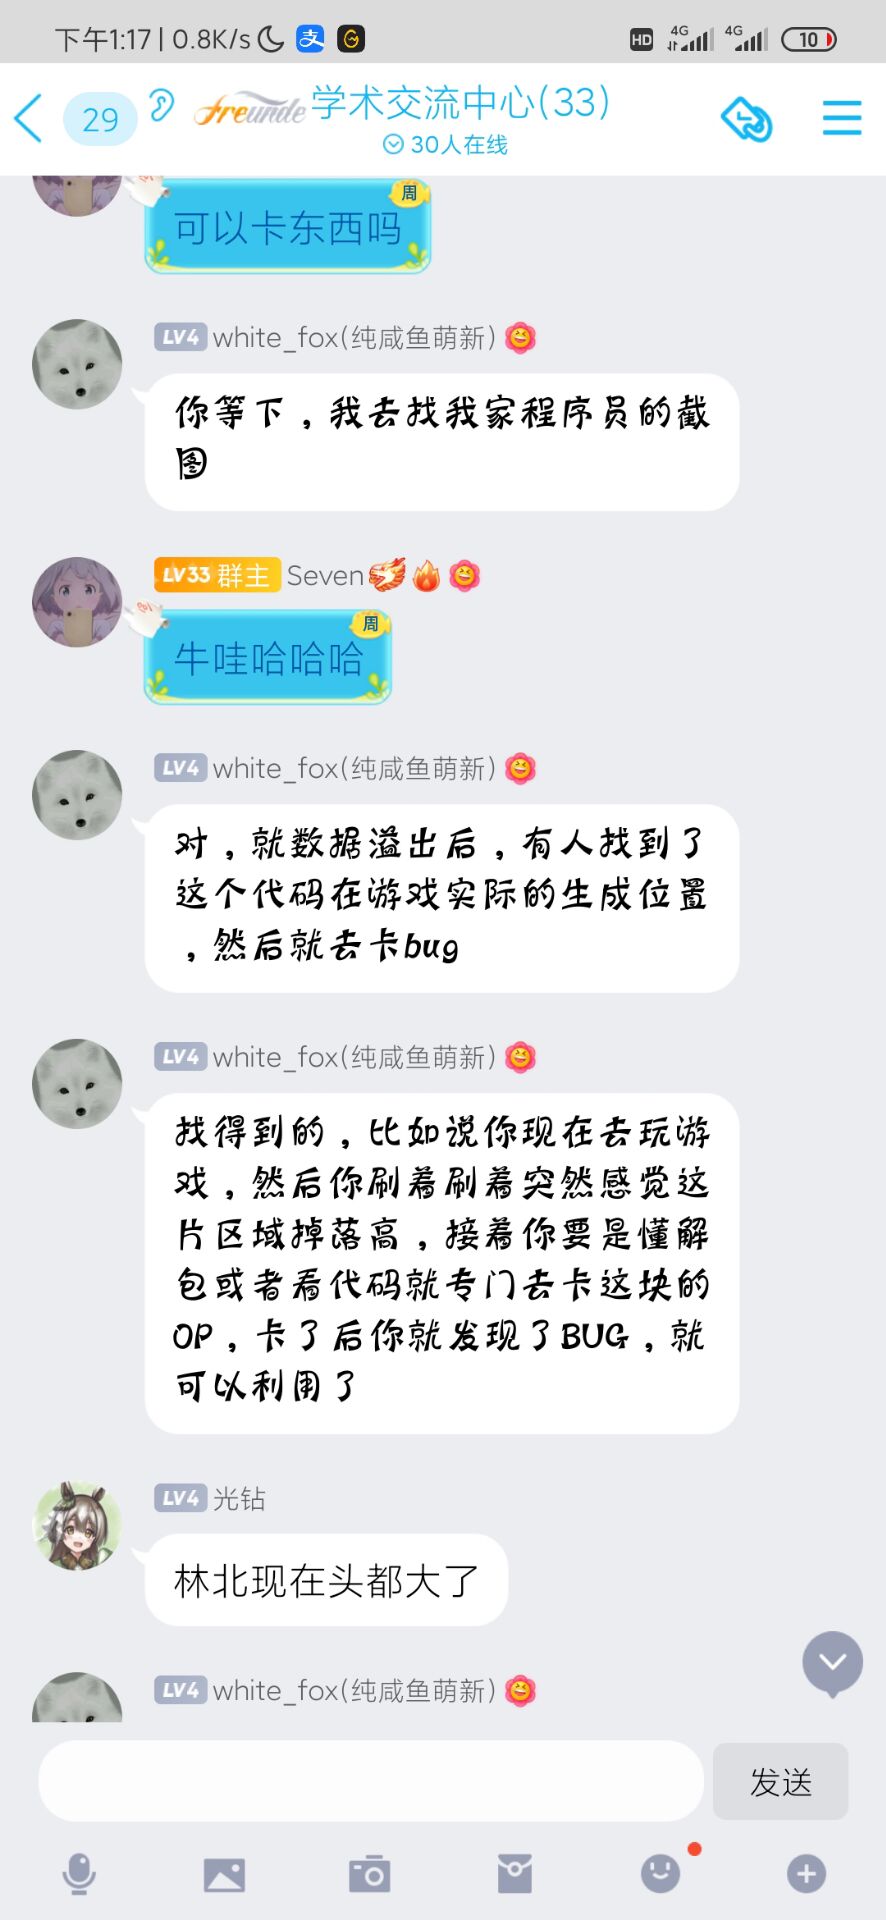 下午1:17 | 0.8K/s
HD 4G 4G 10
29 freunde 学术交流中心(33)
30人在线
周
可以卡东西吗
LV4 white_fox(纯咸鱼萌新)
你等下，我去找我家程序员的截
图
LV33 群主 Seven
周
牛哇哈哈哈
LV4 white_fox(纯咸鱼萌新)
对，就数据溢出后，有人找到了
这个代码在游戏实际的生成位置
，然后就去卡bug
LV4 white_fox(纯咸鱼萌新)
找得到的，比如说你现在去玩游
戏，然后你刷着刷着突然感觉这
片区域掉落高，接着你要是懂解
包或者看代码就专门去卡这块的
OP，卡了后你就发现了BUG，就
可以利用了
LV4 光钻
林北现在头都大了
LV4 white_fox(纯咸鱼萌新)
发送